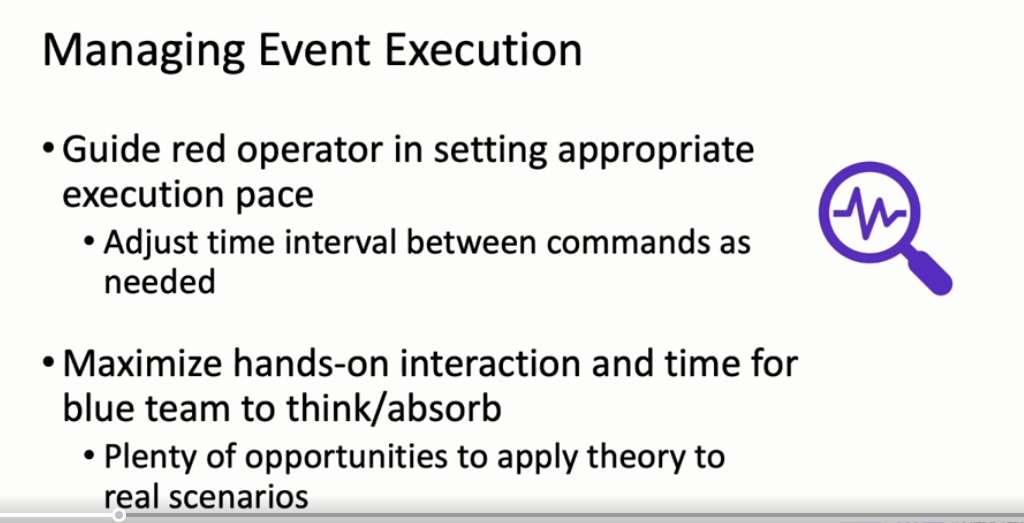 Managing Event Execution
• Guide red operator in setting appropriate
execution pace
• Adjust time interval between commands as
needed
• Maximize hands-on interaction and time for
blue team to think/absorb
• Plenty of opportunities to apply theory to
real scenarios